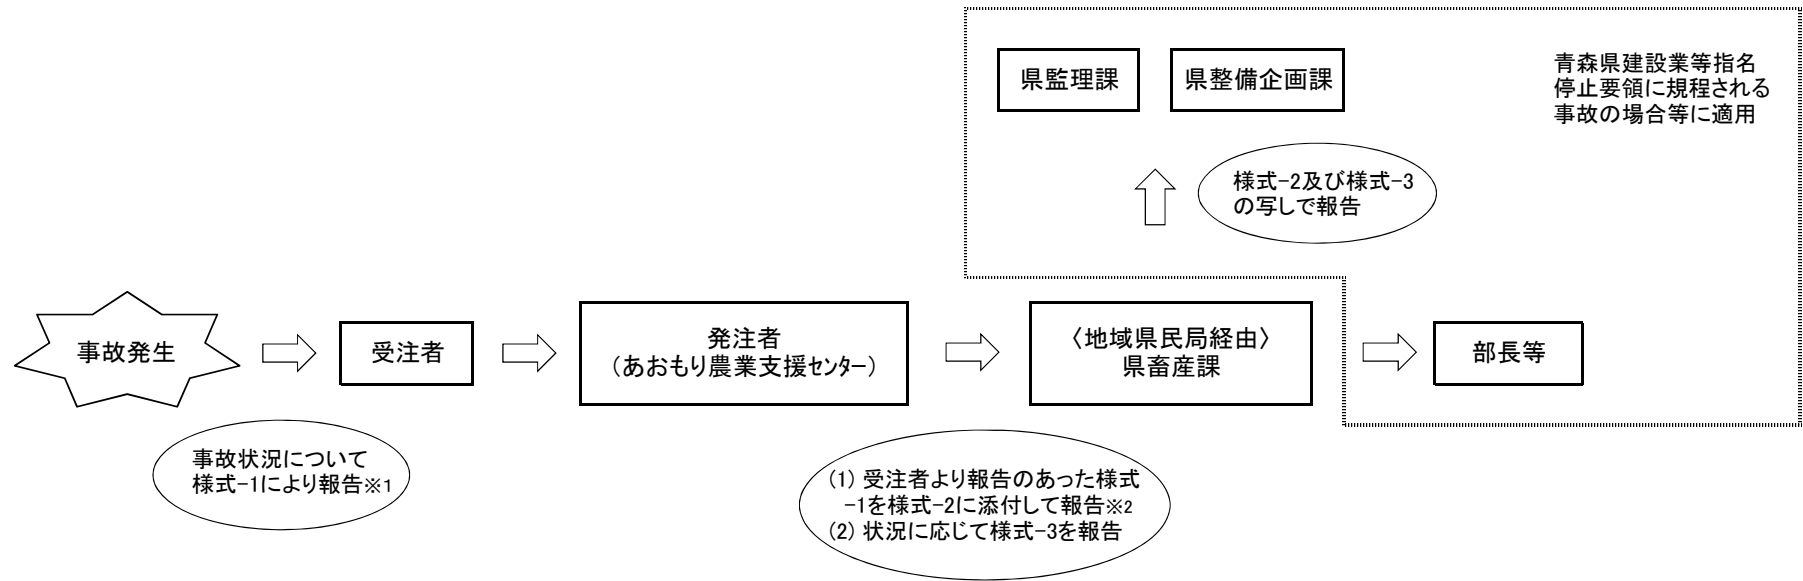 県監理課
県整備企画課
青森県建設業等指名
停止要領に規程される
事故の場合等に適用
様式-2及び様式-3
の写しで報告
事故発生
受注者
発注者
（あおもり農業支援ｾﾝﾀｰ）
〈地域県民局経由〉
県畜産課
部長等
事故状況について
様式-1により報告※1
(1) 受注者より報告のあった様式
-1を様式-2に添付して報告※2
(2) 状況に応じて様式-3を報告